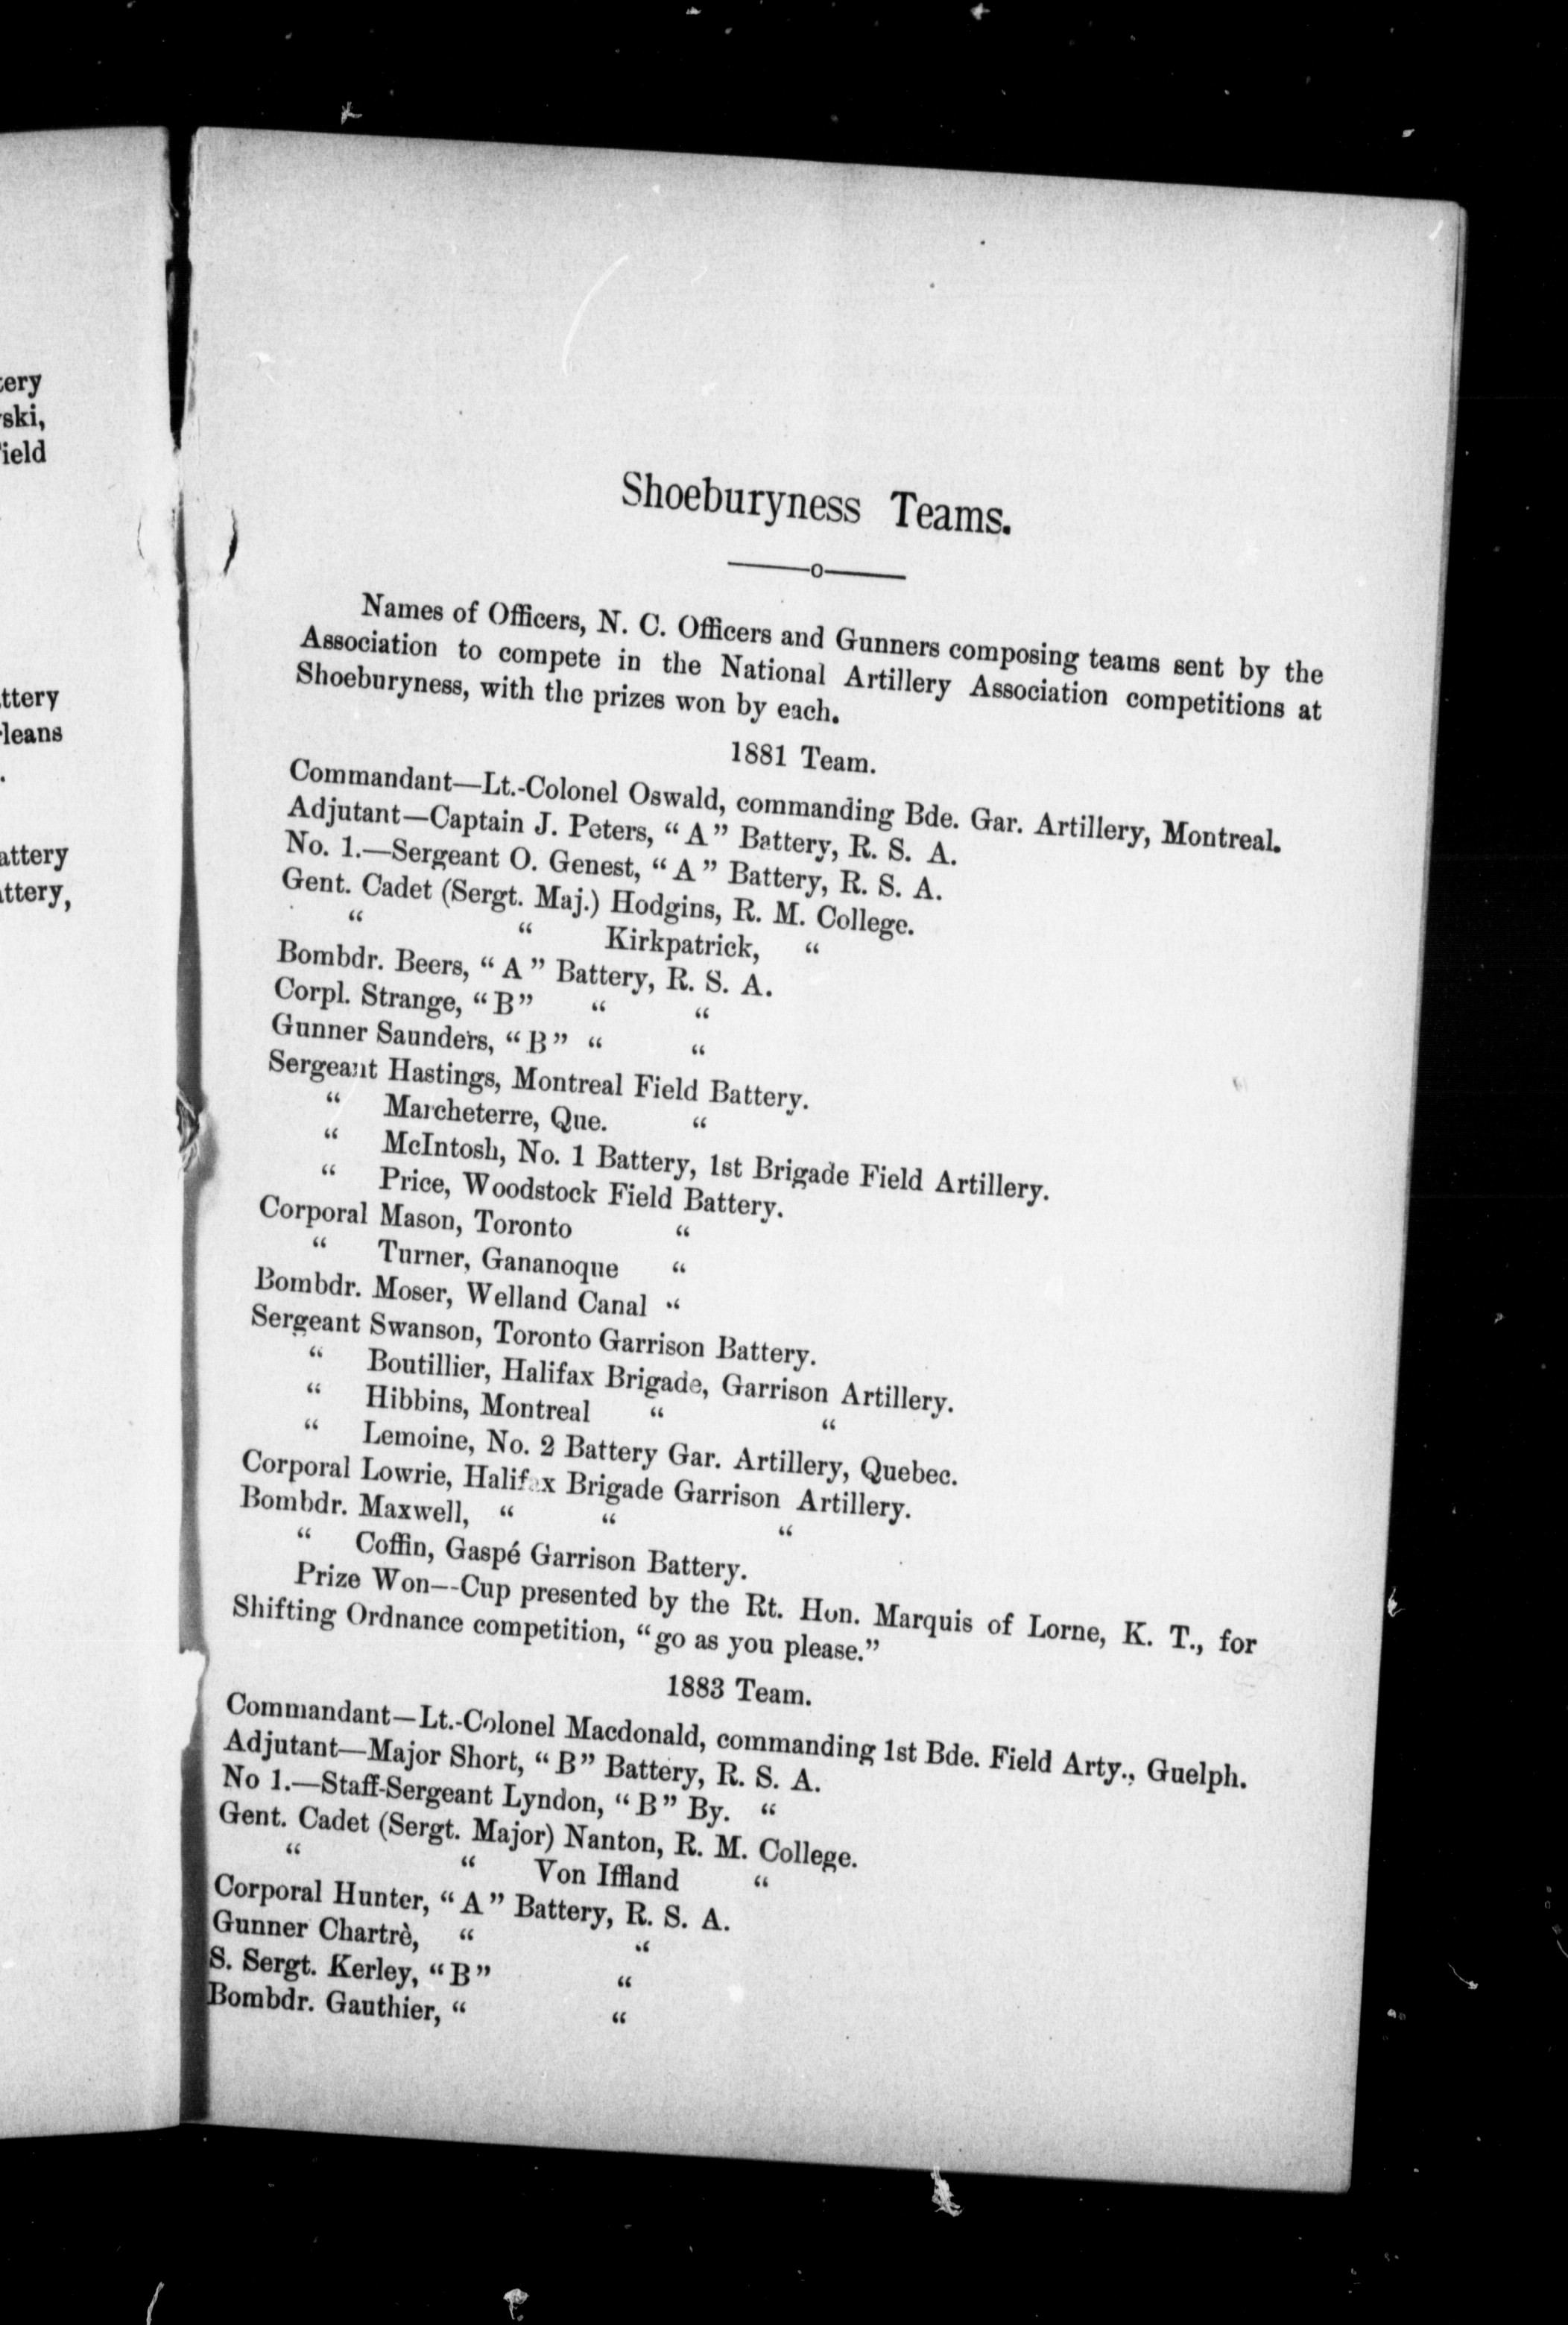 tery
ski,
ield
ttery
leans
.
attery
ttery,
Shoeburyness Teams.
—o—
Names of Officers, N. C. Officers and Gunners composing teams sent by the
Association to compete in the National Artillery Association competitions at
Shoeburyness, with the prizes won by each.
1881 Team.
Commandant—Lt.-Colonel Oswald, commanding Bde. Gar. Artillery, Montreal.
Adjutant—Captain J. Peters, “A” Battery, R. S. A.
No. 1.—Sergeant O. Genest, “A” Battery, R. S. A.
Gent. Cadet (Sergt. Maj.) Hodgins, R. M. College.
“ “ Kirkpatrick, “
Bombdr. Beers, “A” Battery, R. S. A.
Corpl. Strange, “B” “ “
Gunner Saunders, “B” “ “
Sergeant Hastings, Montreal Field Battery.
“ Marcheterre, Que. “
“ McIntosh, No. 1 Battery, 1st Brigade Field Artillery.
“ Price, Woodstock Field Battery.
Corporal Mason, Toronto “
“ Turner, Gananoque “
Bombdr. Moser, Welland Canal “
Sergeant Swanson, Toronto Garrison Battery.
“ Boutillier, Halifax Brigade, Garrison Artillery.
“ Hibbins, Montreal “ “
“ Lemoine, No. 2 Battery Gar. Artillery, Quebec.
Corporal Lowrie, Halifax Brigade Garrison Artillery.
Bombdr. Maxwell, “ “ “
“ Coffin, Gaspé Garrison Battery.
Prize Won—Cup presented by the Rt. Hon. Marquis of Lorne, K. T., for
Shifting Ordnance competition, “go as you please.”
1883 Team.
Commandant—Lt.-Colonel Macdonald, commanding 1st Bde. Field Arty., Guelph.
Adjutant—Major Short, “B” Battery, R. S. A.
No 1.—Staff-Sergeant Lyndon, “B” By. “
Gent. Cadet (Sergt. Major) Nanton, R. M. College.
“ “ Von Iffland “
Corporal Hunter, “A” Battery, R. S. A.
Gunner Chartrè, “ “
S. Sergt. Kerley, “B” “
Bombdr. Gauthier, “ “